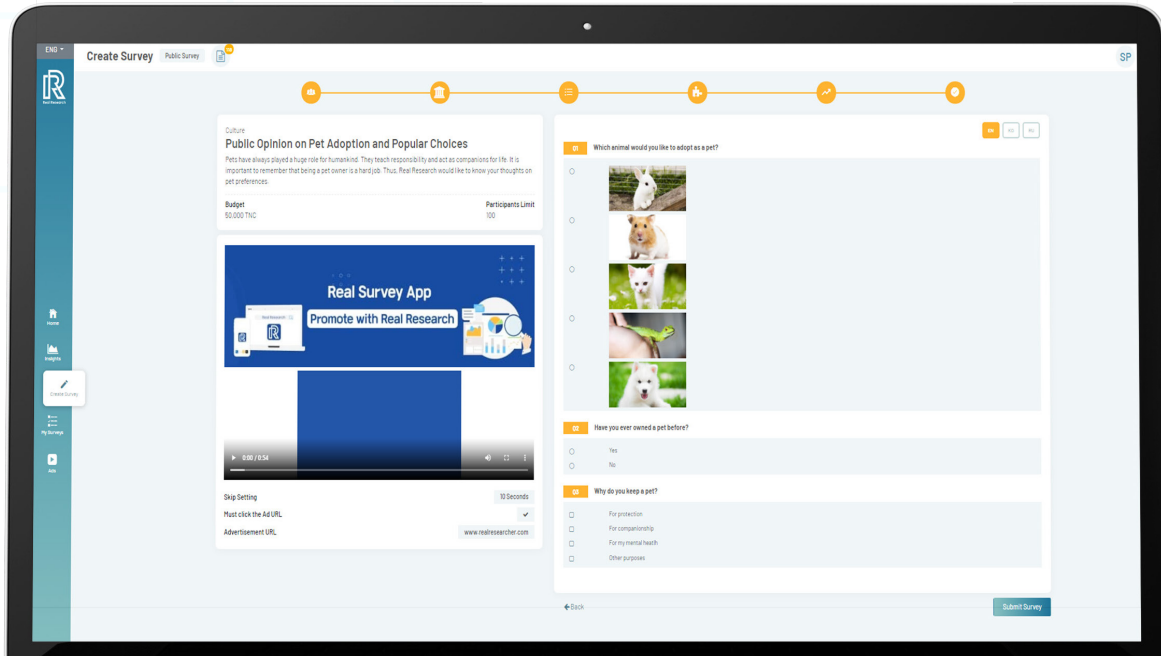 ENG
Create Survey
Public Survey
SP
R
Real Research
Home
Insights
Create Survey
My Surveys
Ads
Culture
Public Opinion on Pet Adoption and Popular Choices
Pets have always played a huge role for humankind. They teach responsibility and act as companions for life. It is
important to remember that being a pet owner is a hard job. Thus, Real Research would like to know your thoughts on
pet preferences.
Budget
Participants Limit
50,000 TNC
100
Real Survey App
Promote with Real Research
Real Research
0:00 / 0:54
Skip Setting
10 Seconds
Must click the Ad URL
Advertisement URL
www.realresearcher.com
EN
KO
RU
Q1
Which animal would you like to adopt as a pet?
Q2
Have you ever owned a pet before?
Yes
No
Q3
Why do you keep a pet?
For protection
For companionship
For my mental health
Other purposes
Back
Submit Survey